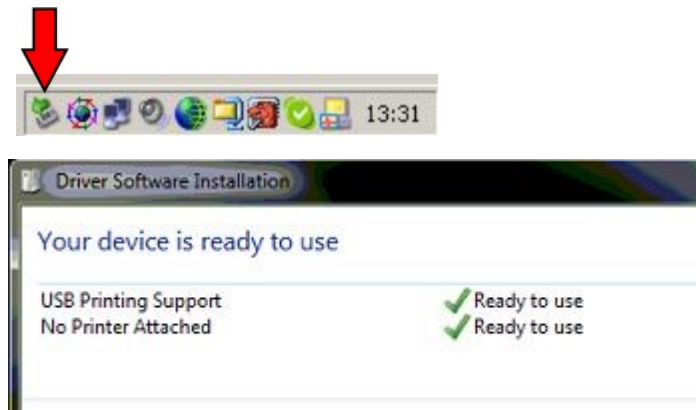 13:31
Driver Software Installation
Your device is ready to use
USB Printing Support Ready to use
No Printer Attached Ready to use